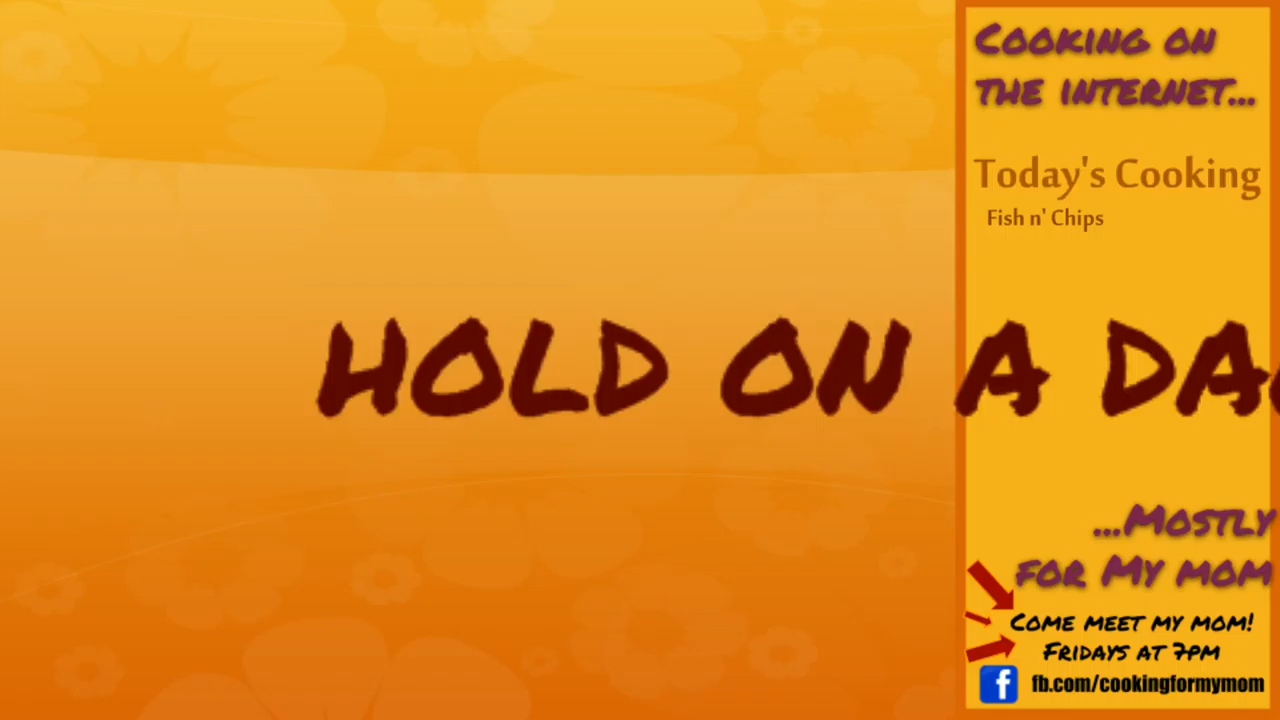 Cooking on
the internet...
Today's Cooking
Fish n' Chips
HOLD ON A
...Mostly
for My mom
Come meet my mom!
Fridays at 7pm
fb.com/cookingformymom